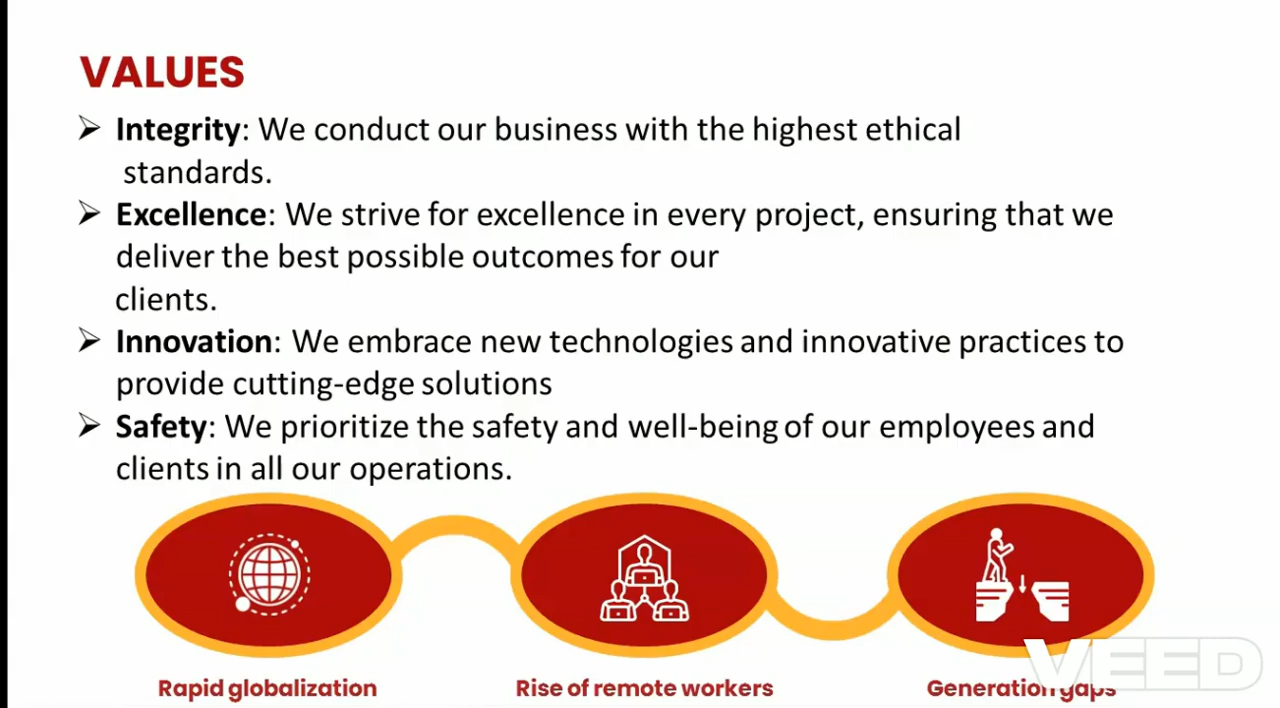 VALUES
➢ Integrity: We conduct our business with the highest ethical
standards.
➢ Excellence: We strive for excellence in every project, ensuring that we
deliver the best possible outcomes for our
clients.
➢ Innovation: We embrace new technologies and innovative practices to
provide cutting-edge solutions
➢ Safety: We prioritize the safety and well-being of our employees and
clients in all our operations.
Rapid globalization
Rise of remote workers
Generation gaps
VEED